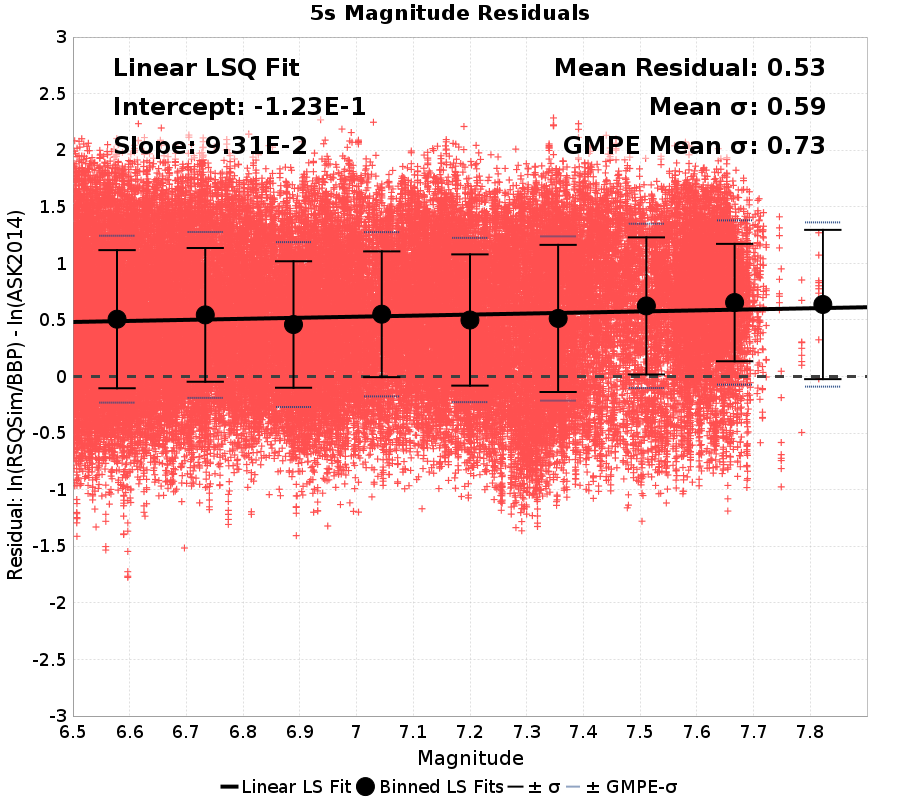 5s Magnitude Residuals
Linear LSQ Fit
Intercept: -1.23E-1
Slope: 9.31E-2
Mean Residual: 0.53
Mean σ: 0.59
GMPE Mean σ: 0.73
Residual: ln(RSQSim/BBP) - ln(ASK2014)
3
2.5
2
1.5
1
0.5
0
-0.5
-1
-1.5
-2
-2.5
-3
6.5 6.6 6.7 6.8 6.9 7 7.1 7.2 7.3 7.4 7.5 7.6 7.7 7.8
Magnitude
Linear LS Fit Binned LS Fits ± σ ± GMPE-σ